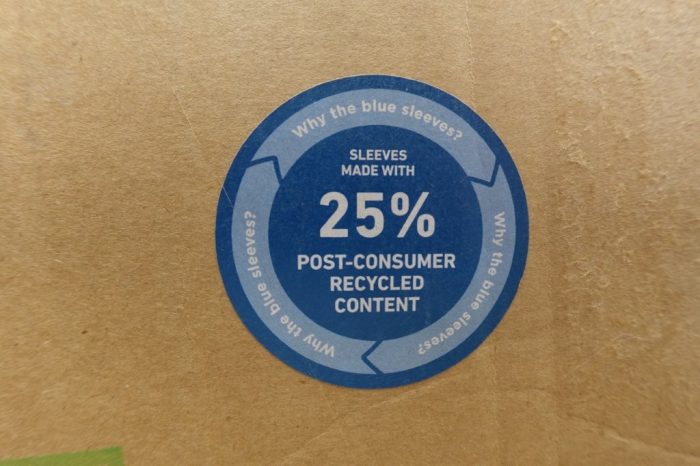 Why the blue sleeves?
SLEEVES
MADE WITH
25%
POST-CONSUMER
RECYCLED
CONTENT
Why the blue sleeves?
Why the blue sleeves?